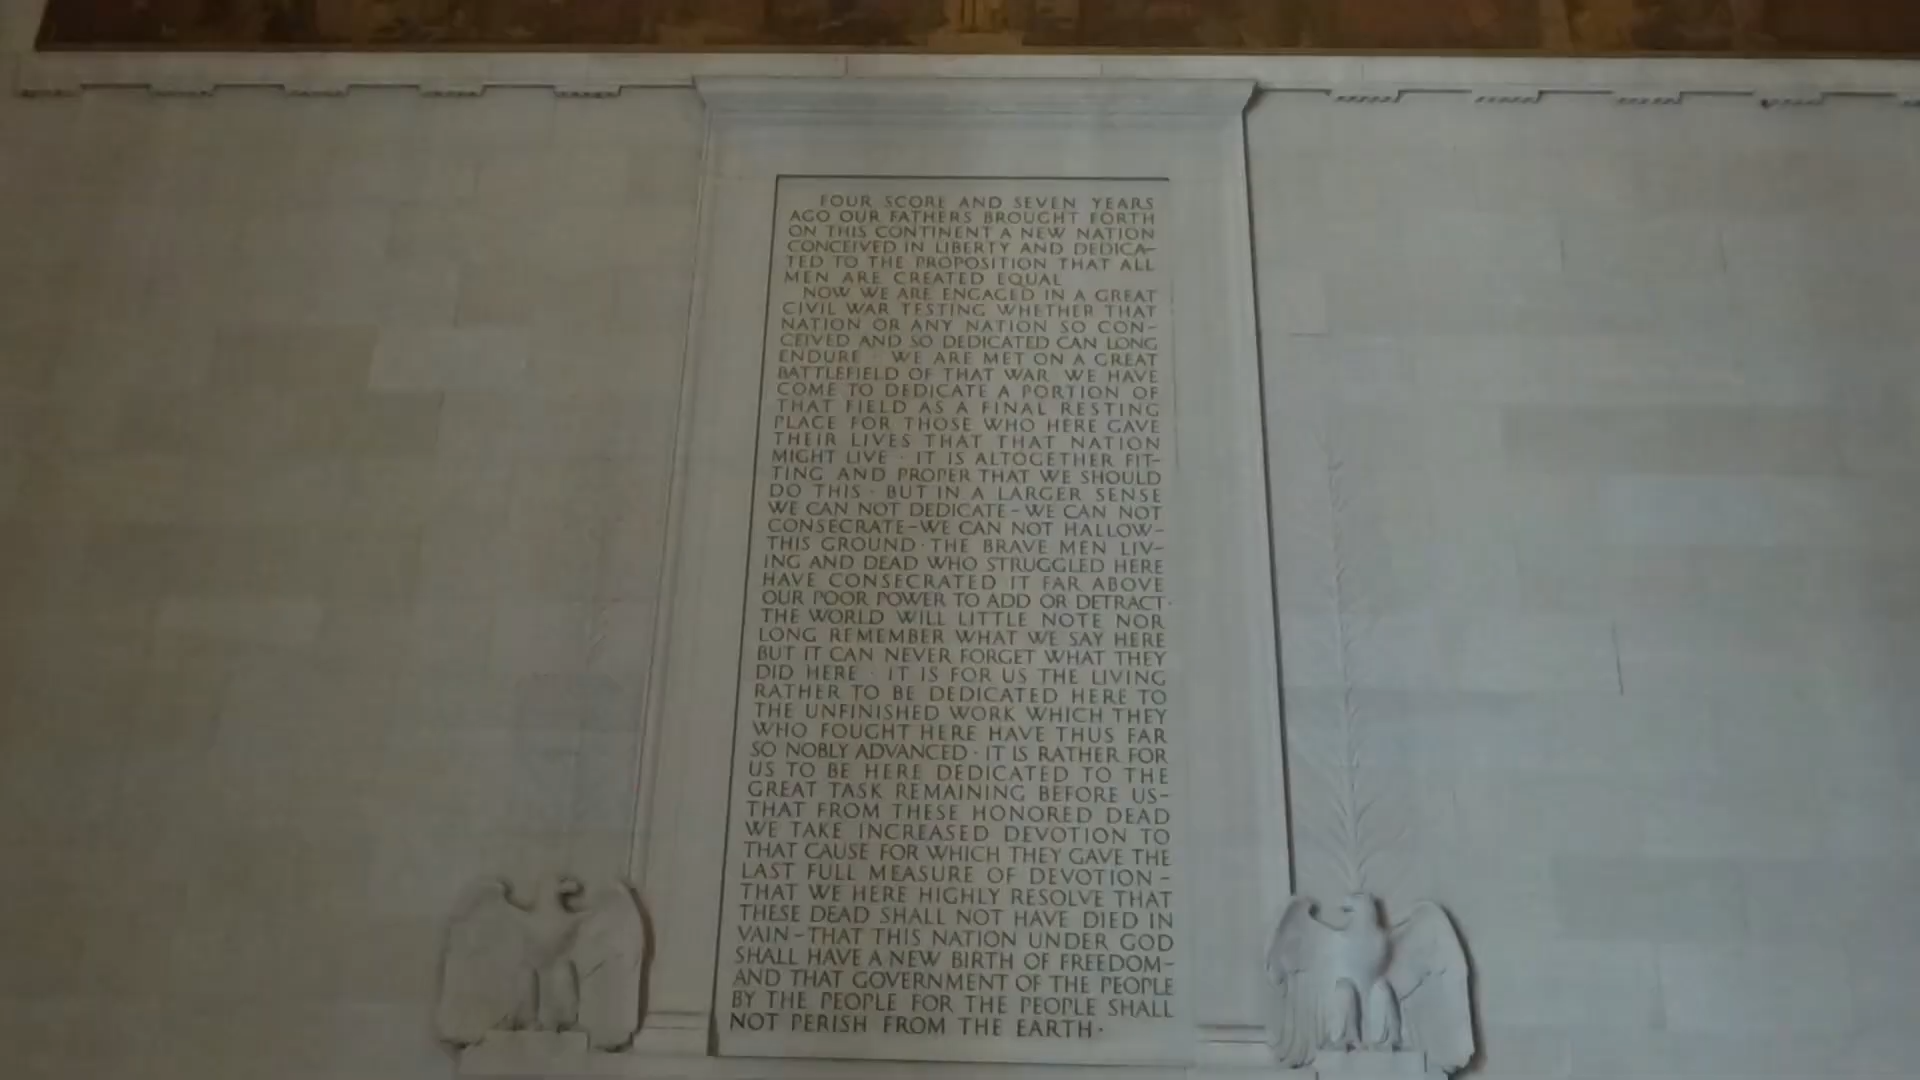 FOUR SCORE AND SEVEN YEARS
AGO OUR FATHERS BROUGHT FORTH
ON THIS CONTINENT A NEW NATION
CONCEIVED IN LIBERTY AND DEDICA-
TED TO THE PROPOSITION THAT ALL
MEN ARE CREATED EQUAL
NOW WE ARE ENGAGED IN A GREAT
CIVIL WAR TESTING WHETHER THAT
NATION OR ANY NATION SO CON-
CEIVED AND SO DEDICATED CAN LONG
ENDURE · WE ARE MET ON A GREAT
BATTLEFIELD OF THAT WAR WE HAVE
COME TO DEDICATE A PORTION OF
THAT FIELD AS A FINAL RESTING
PLACE FOR THOSE WHO HERE GAVE
THEIR LIVES THAT THAT NATION
MIGHT LIVE · IT IS ALTOGETHER FIT-
TING AND PROPER THAT WE SHOULD
DO THIS · BUT IN A LARGER SENSE
WE CAN NOT DEDICATE-WE CAN NOT
CONSECRATE-WE CAN NOT HALLOW-
THIS GROUND · THE BRAVE MEN LIV-
ING AND DEAD WHO STRUGGLED HERE
HAVE CONSECRATED IT FAR ABOVE
OUR POOR POWER TO ADD OR DETRACT·
THE WORLD WILL LITTLE NOTE NOR
LONG REMEMBER WHAT WE SAY HERE
BUT IT CAN NEVER FORGET WHAT THEY
DID HERE · IT IS FOR US THE LIVING
RATHER TO BE DEDICATED HERE TO
THE UNFINISHED WORK WHICH THEY
WHO FOUGHT HERE HAVE THUS FAR
SO NOBLY ADVANCED · IT IS RATHER FOR
US TO BE HERE DEDICATED TO THE
GREAT TASK REMAINING BEFORE US-
THAT FROM THESE HONORED DEAD
WE TAKE INCREASED DEVOTION TO
THAT CAUSE FOR WHICH THEY GAVE THE
LAST FULL MEASURE OF DEVOTION-
THAT WE HERE HIGHLY RESOLVE THAT
THESE DEAD SHALL NOT HAVE DIED IN
VAIN-THAT THIS NATION UNDER GOD
SHALL HAVE A NEW BIRTH OF FREEDOM-
AND THAT GOVERNMENT OF THE PEOPLE
BY THE PEOPLE FOR THE PEOPLE SHALL
NOT PERISH FROM THE EARTH·